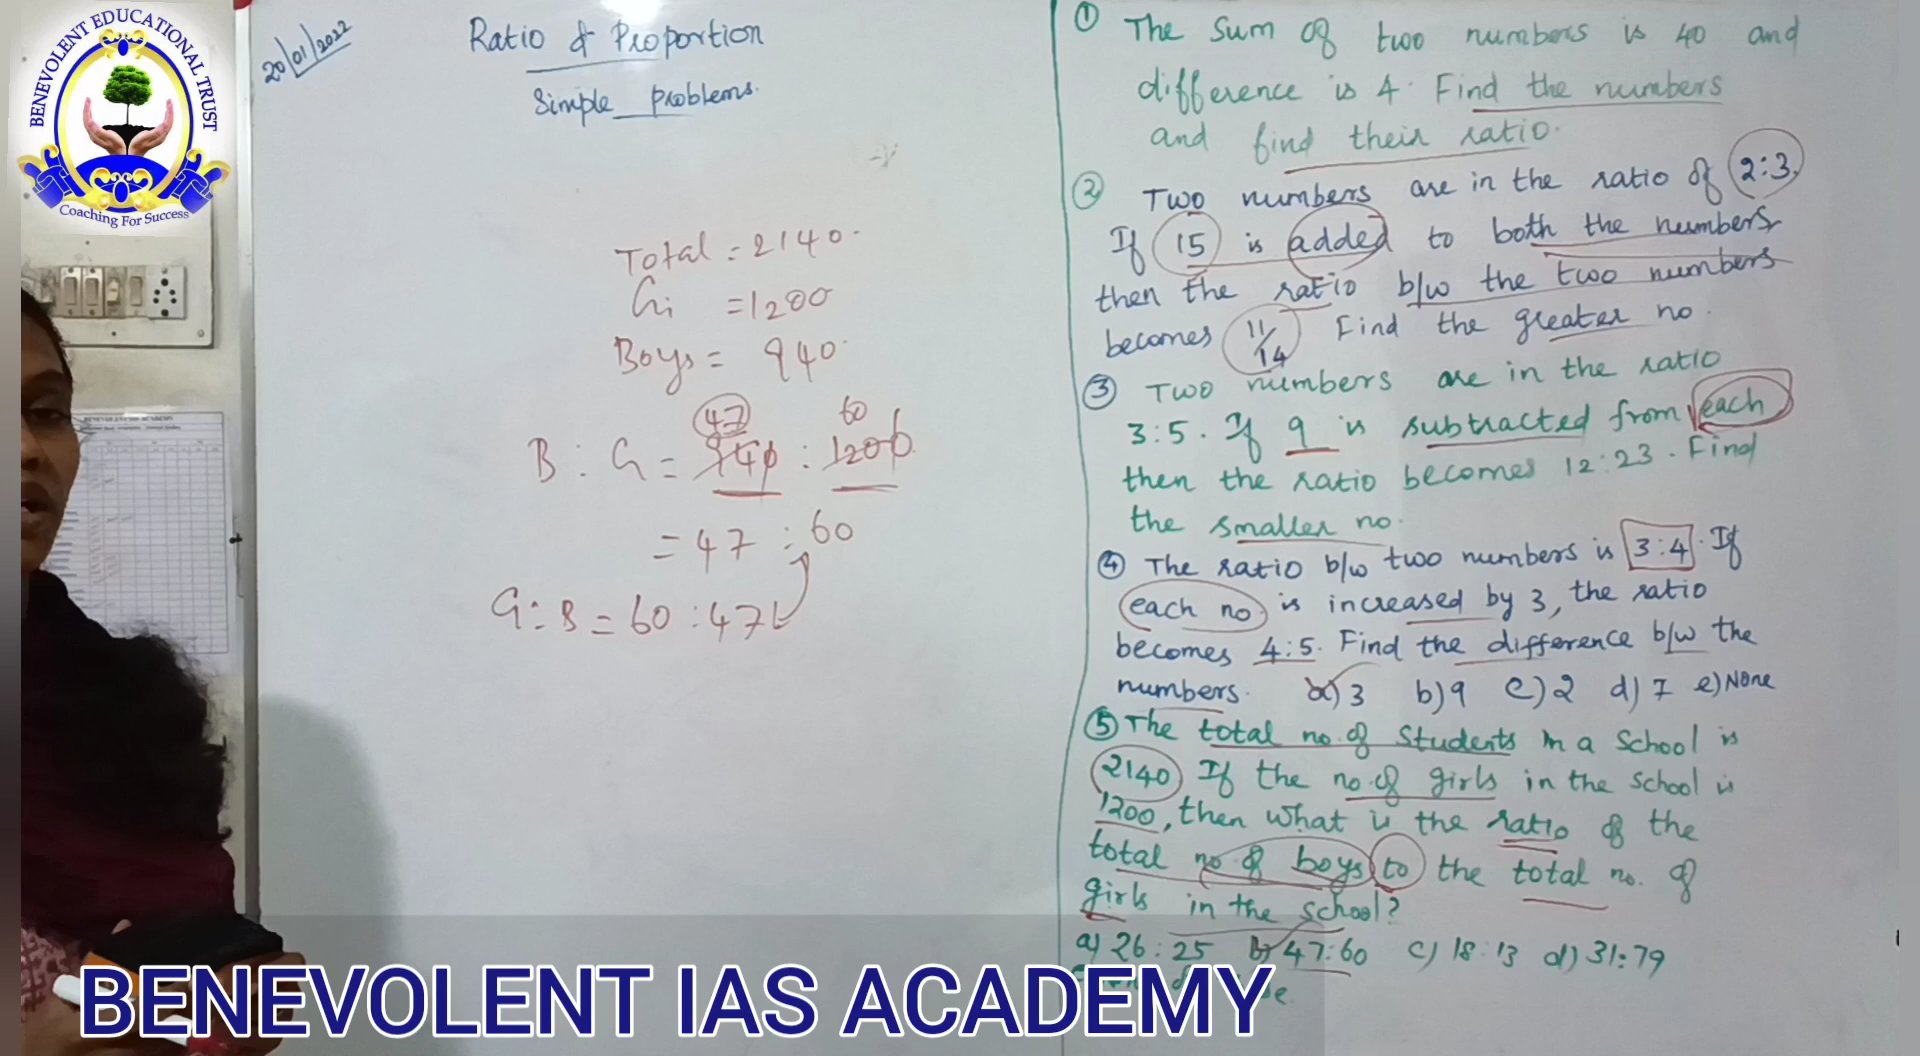 BENEVOLENT EDUCATIONAL TRUST
Coaching For Success
20/01/2022
Ratio & Proportion
Simple problems.
Total = 2140.
Gi = 1200
Boys = 940.
47 60
B : G = 940 : 1200
= 47 : 60
G : B = 60 : 47
① The Sum of two numbers is 40 and
difference is 4. Find the numbers
and find their ratio.
② Two numbers are in the ratio of 2:3.
If 15 is added to both the numbers,
then the ratio b/w the two numbers
becomes 11/14 Find the greater no.
③ Two numbers are in the ratio
3:5. If 9 is subtracted from each
then the ratio becomes 12:23. Find
the smaller no.
④ The ratio b/w two numbers is 3:4. If
each no. is increased by 3, the ratio
becomes 4:5. Find the difference b/w the
numbers. a) 3 b) 9 c) 2 d) 7 e) None
⑤ The total no. of Students in a School is
2140 If the no. of girls in the School is
1200, then what is the ratio of the
total no. of boys to the total no. of
girls in the school?
a) 26:25 b) 47:60 c) 18:13 d) 31:79
BENEVOLENT IAS ACADEMY